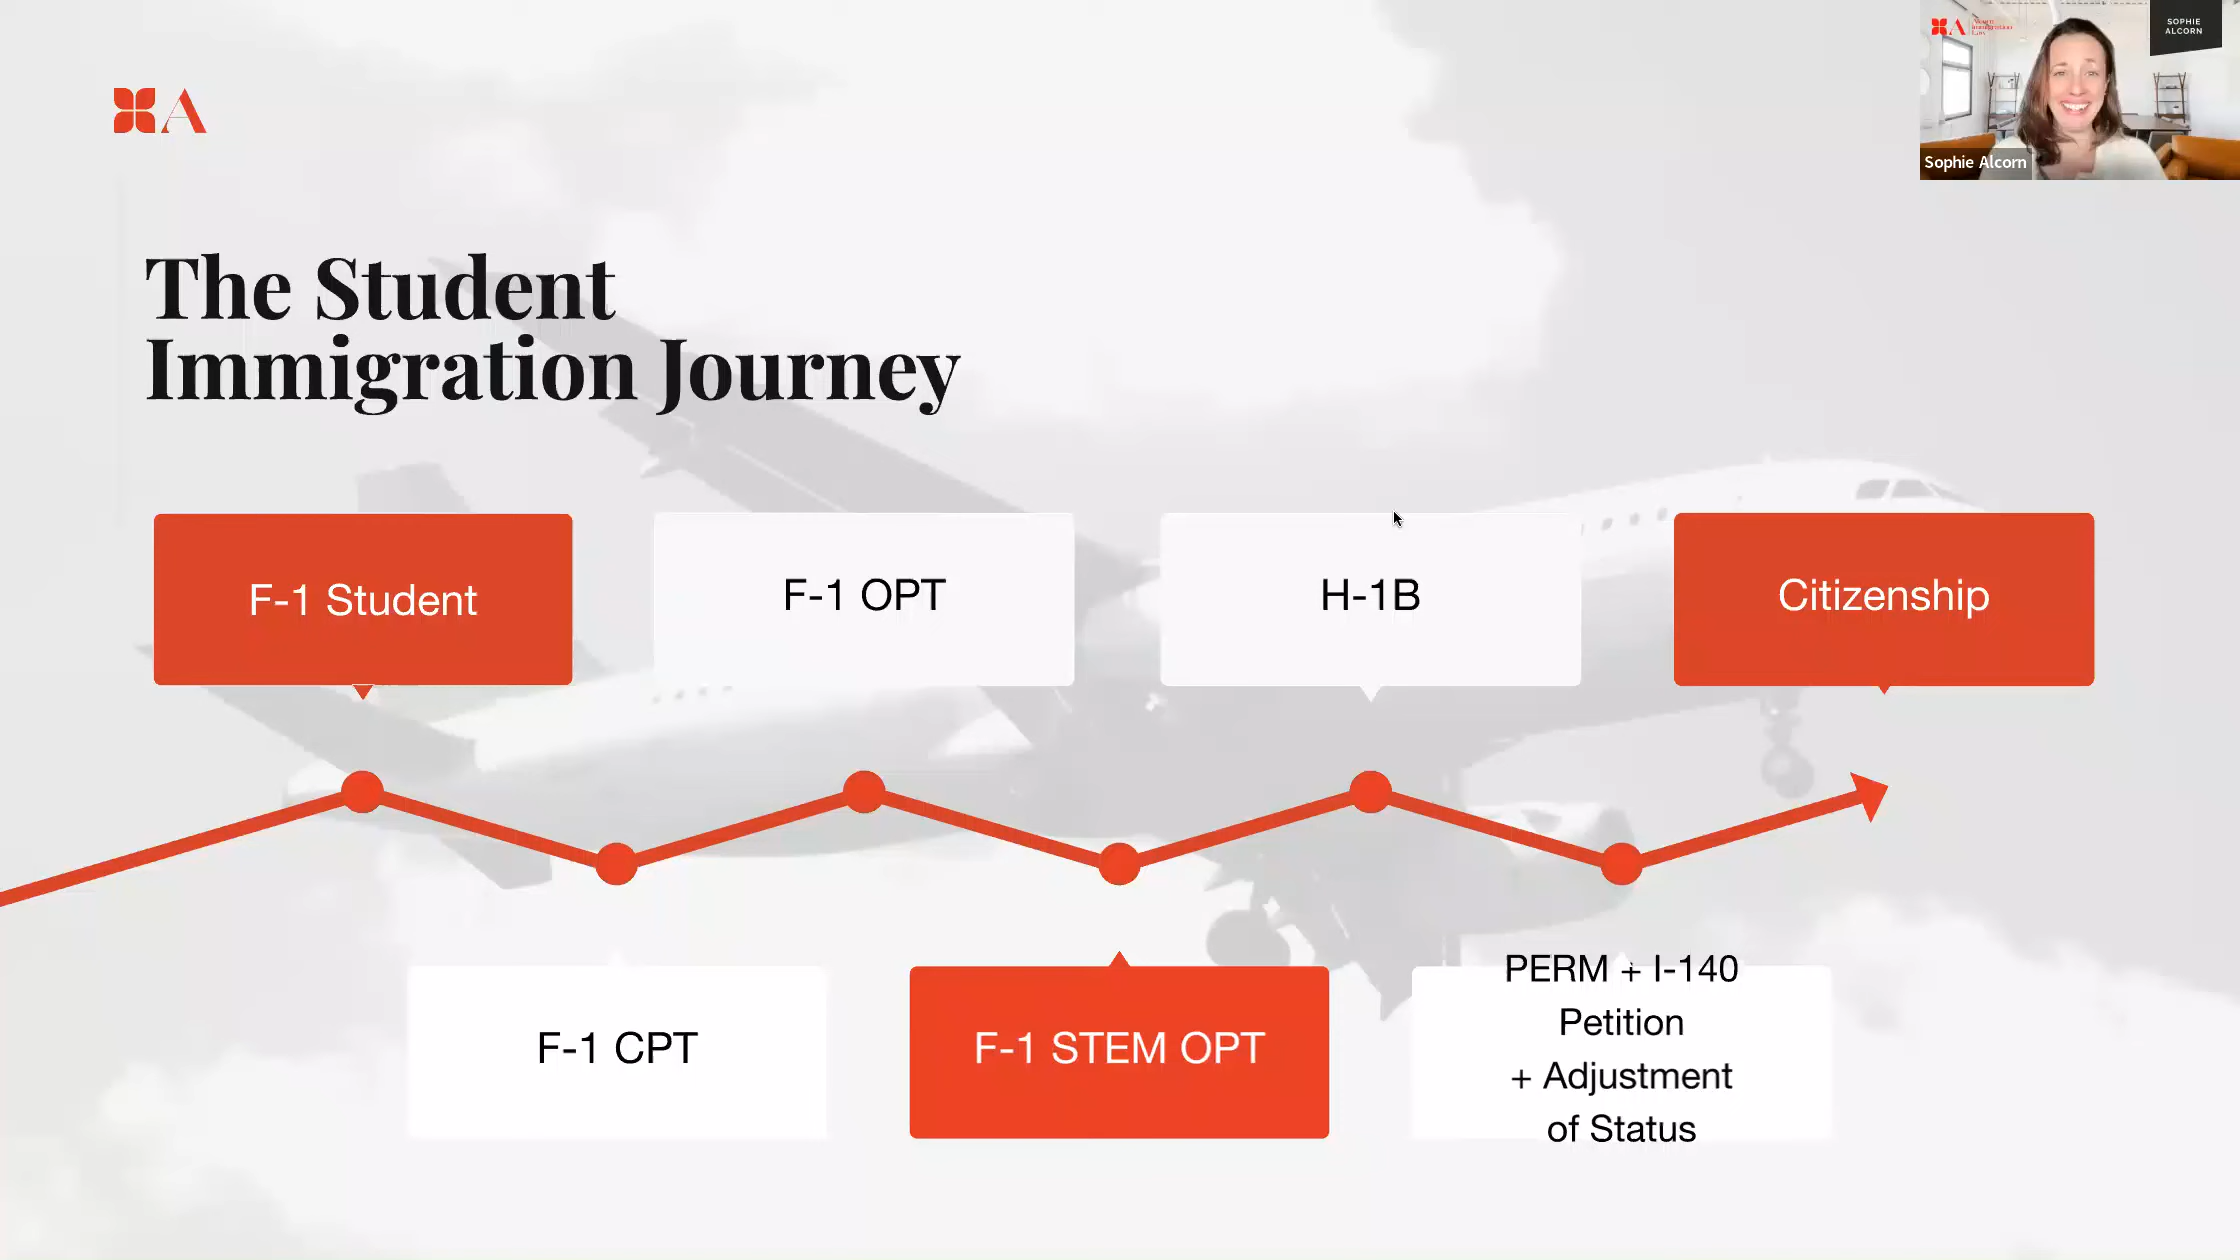 A
SOPHIE
ALCORN
Sophie Alcorn
The Student
Immigration Journey
F-1 Student
F-1 OPT
H-1B
Citizenship
F-1 CPT
F-1 STEM OPT
PERM + I-140
Petition
+ Adjustment
of Status